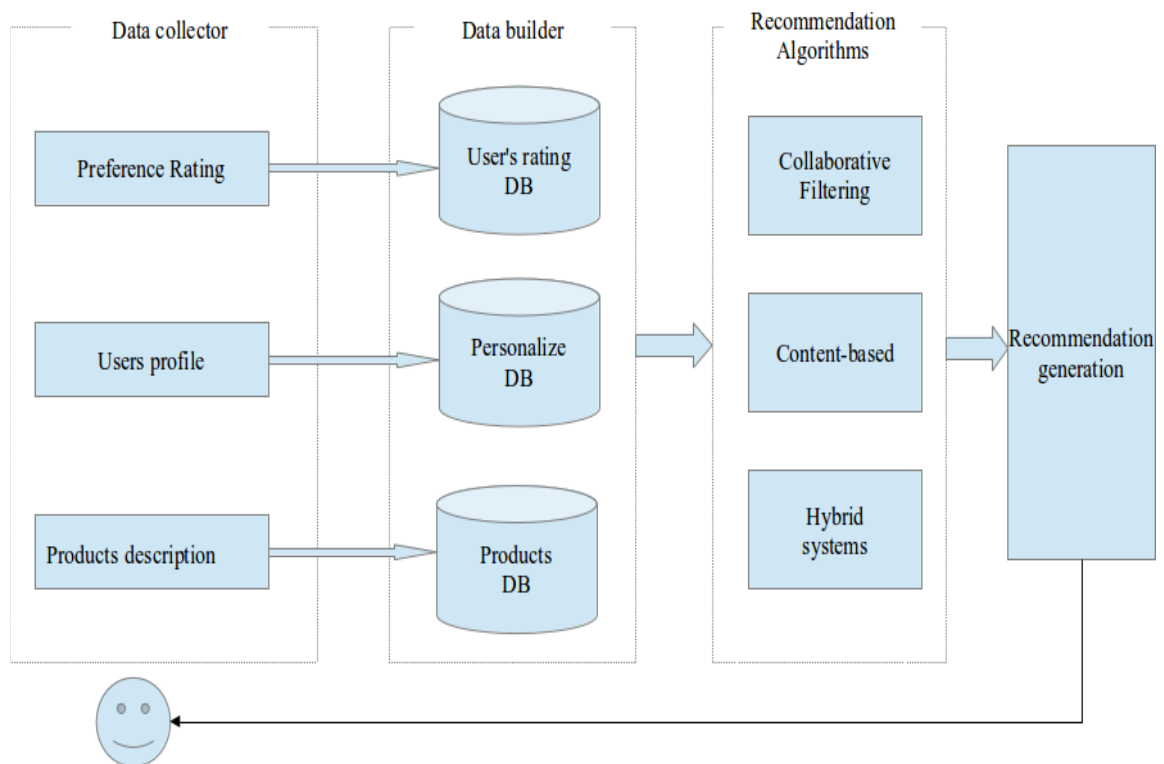 Data collector
Preference Rating
Users profile
Products description
Data builder
User's rating
DB
Personalize
DB
Products
DB
Recommendation
Algorithms
Collaborative
Filtering
Content-based
Hybrid
systems
Recommendation
generation